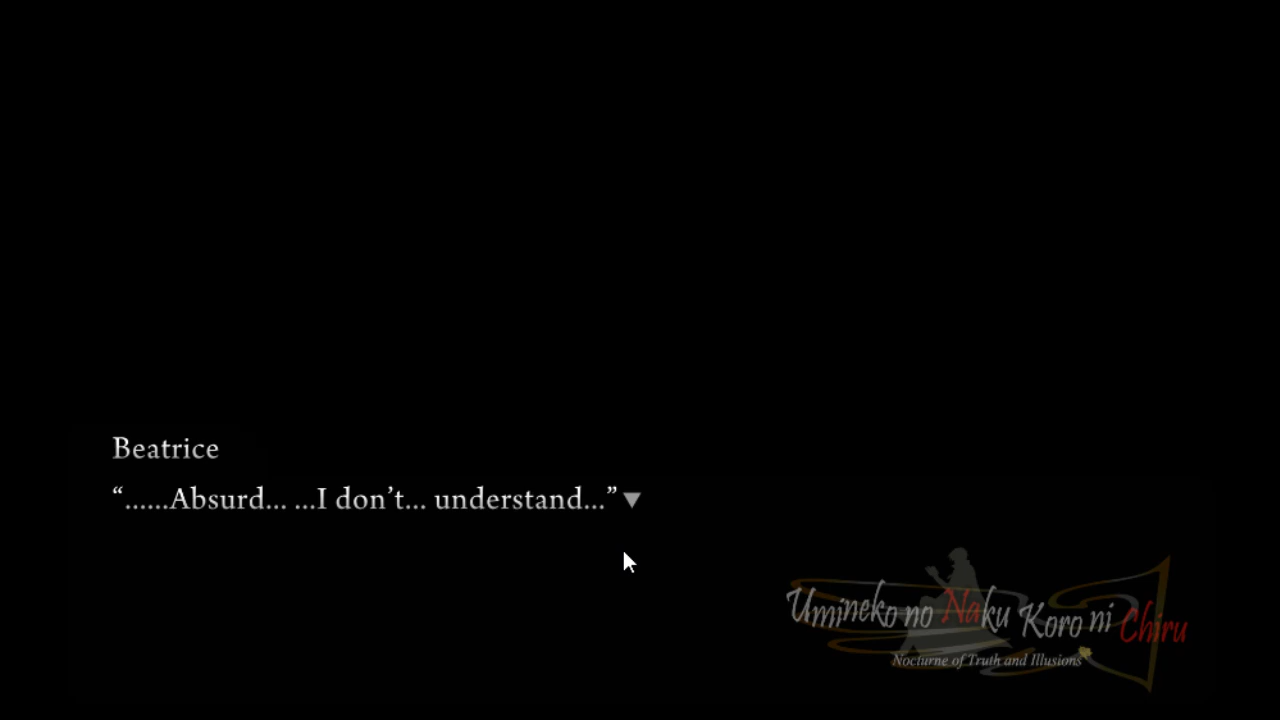 Beatrice
“......Absurd... ...I don’t... understand...”
Umineko no Naku Koro ni Chiru
Nocturne of Truth and Illusions